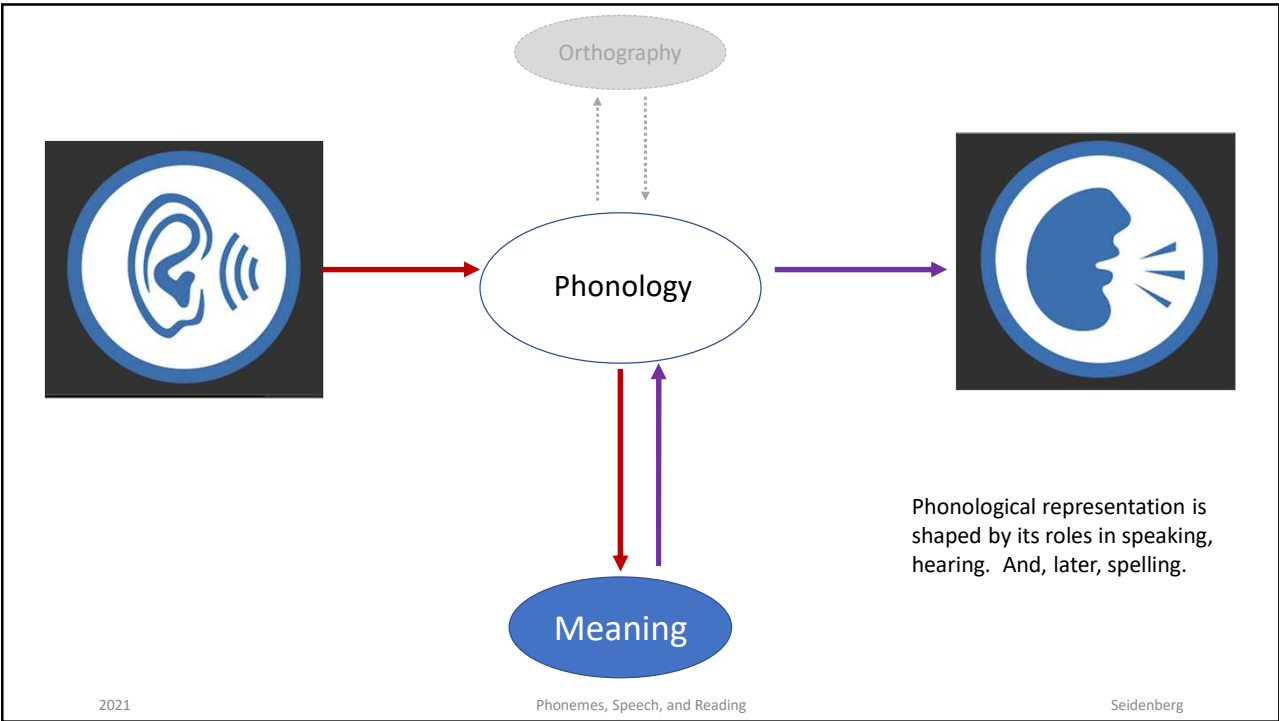 Orthography
Phonology
Phonological representation is
shaped by its roles in speaking,
hearing.  And, later, spelling.
Meaning
2021
Phonemes, Speech, and Reading
Seidenberg